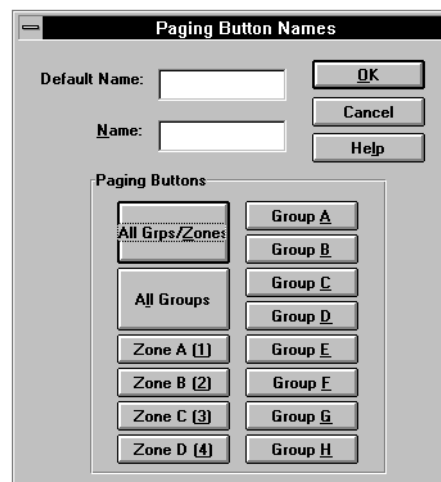 Paging Button Names
Default Name:
OK
Cancel
Name:
Help
Paging Buttons
All Grps/Zones
Group A
Group B
All Groups
Group C
Group D
Zone A (1)
Group E
Zone B (2)
Group F
Zone C (3)
Group G
Zone D (4)
Group H